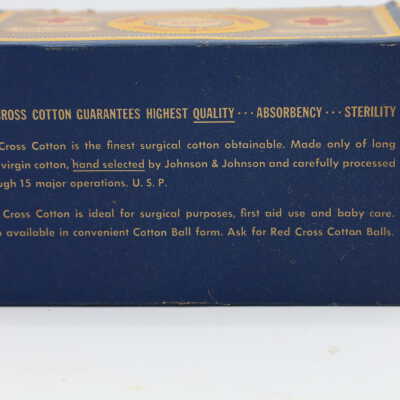 CROSS COTTON GUARANTEES HIGHEST QUALITY··· ABSORBENCY··· STERILITY
Cross Cotton is the finest surgical cotton obtainable. Made only of long
virgin cotton, hand selected by Johnson & Johnson and carefully processed
ugh 15 major operations. U. S. P.
Cross Cotton is ideal for surgical purposes, first aid use and baby care.
available in convenient Cotton Ball form. Ask for Red Cross Cotton Balls.